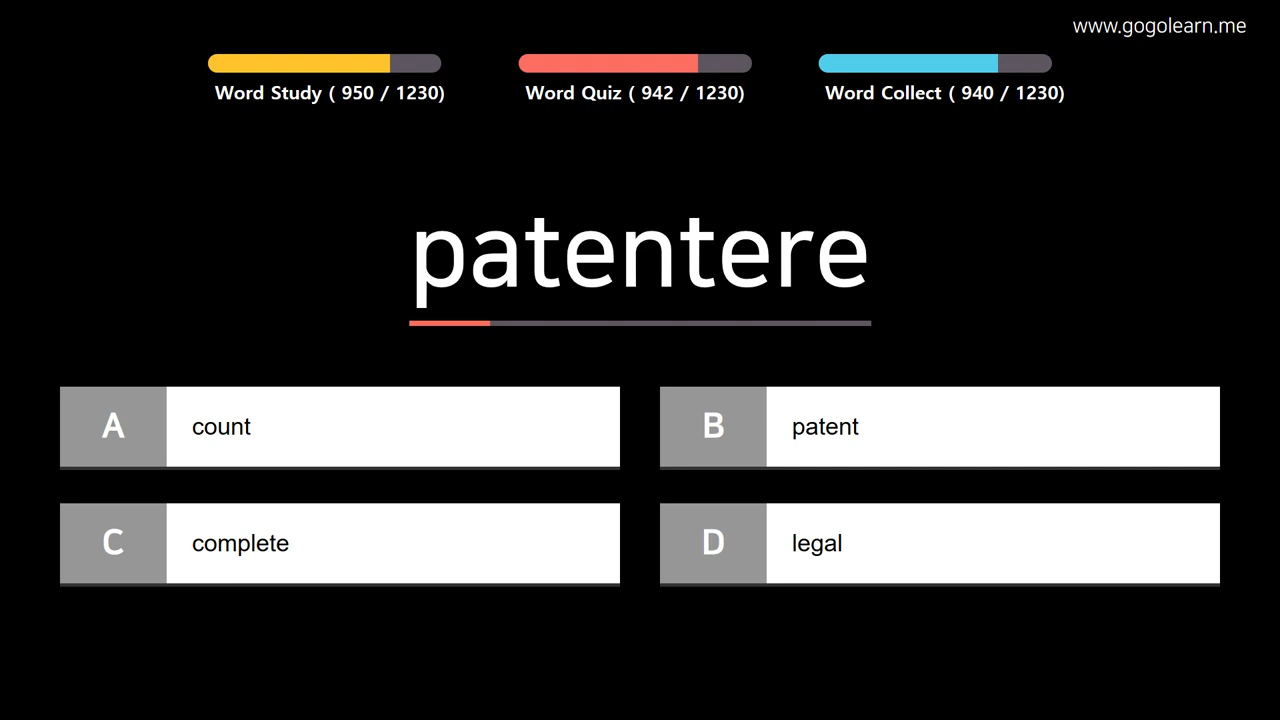 www.gogolearn.me
Word Study ( 950 / 1230)
Word Quiz ( 942 / 1230)
Word Collect ( 940 / 1230)
patentere
A count
B patent
C complete
D legal